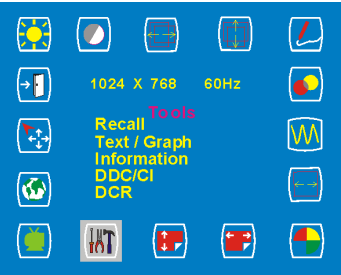 1024 X 768 60Hz
Tools
Recall
Text / Graph
Information
DDC/CI
DCR